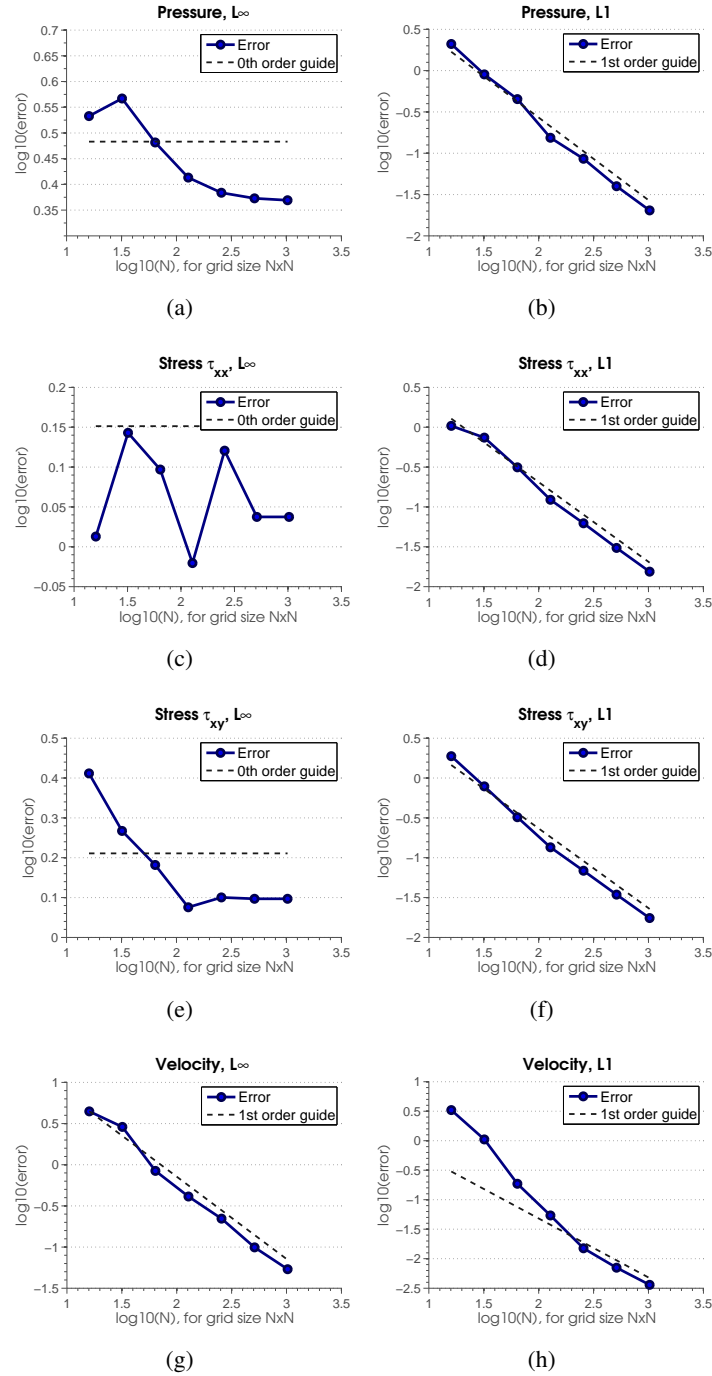 Pressure, L∞
0.7
0.65
0.6
0.55
0.5
0.45
0.4
0.35
log10(error)
Error
0th order guide
1 1.5 2 2.5 3 3.5
log10(N), for grid size NxN
(a)
Pressure, L1
0.5
0
−0.5
−1
−1.5
−2
log10(error)
Error
1st order guide
1 1.5 2 2.5 3 3.5
log10(N), for grid size NxN
(b)
Stress τxx, L∞
0.2
0.15
0.1
0.05
0
−0.05
log10(error)
Error
0th order guide
1 1.5 2 2.5 3 3.5
log10(N), for grid size NxN
(c)
Stress τxx, L1
0.5
0
−0.5
−1
−1.5
−2
log10(error)
Error
1st order guide
1 1.5 2 2.5 3 3.5
log10(N), for grid size NxN
(d)
Stress τxy, L∞
0.5
0.4
0.3
0.2
0.1
0
log10(error)
Error
0th order guide
1 1.5 2 2.5 3 3.5
log10(N), for grid size NxN
(e)
Stress τxy, L1
0.5
0
−0.5
−1
−1.5
−2
log10(error)
Error
1st order guide
1 1.5 2 2.5 3 3.5
log10(N), for grid size NxN
(f)
Velocity, L∞
1
0.5
0
−0.5
−1
−1.5
log10(error)
Error
1st order guide
1 1.5 2 2.5 3 3.5
log10(N), for grid size NxN
(g)
Velocity, L1
1
0.5
0
−0.5
−1
−1.5
−2
−2.5
log10(error)
Error
1st order guide
1 1.5 2 2.5 3 3.5
log10(N), for grid size NxN
(h)